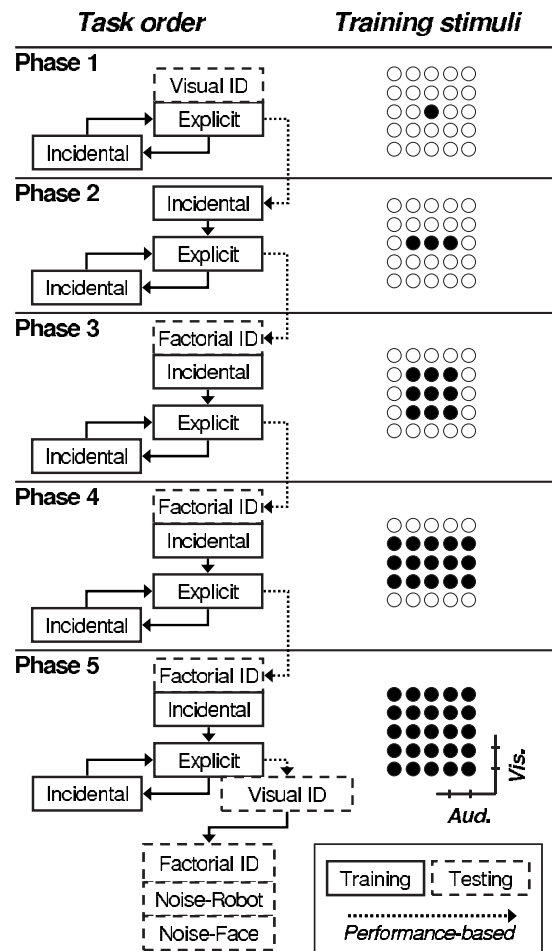 Task order
Training stimuli
Phase 1
Visual ID
Explicit
Incidental
Phase 2
Incidental
Explicit
Incidental
Phase 3
Factorial ID
Incidental
Explicit
Incidental
Phase 4
Factorial ID
Incidental
Explicit
Incidental
Phase 5
Factorial ID
Incidental
Explicit
Incidental
Visual ID
Factorial ID
Noise-Robot
Noise-Face
Vis.
Aud.
Training
Testing
Performance-based